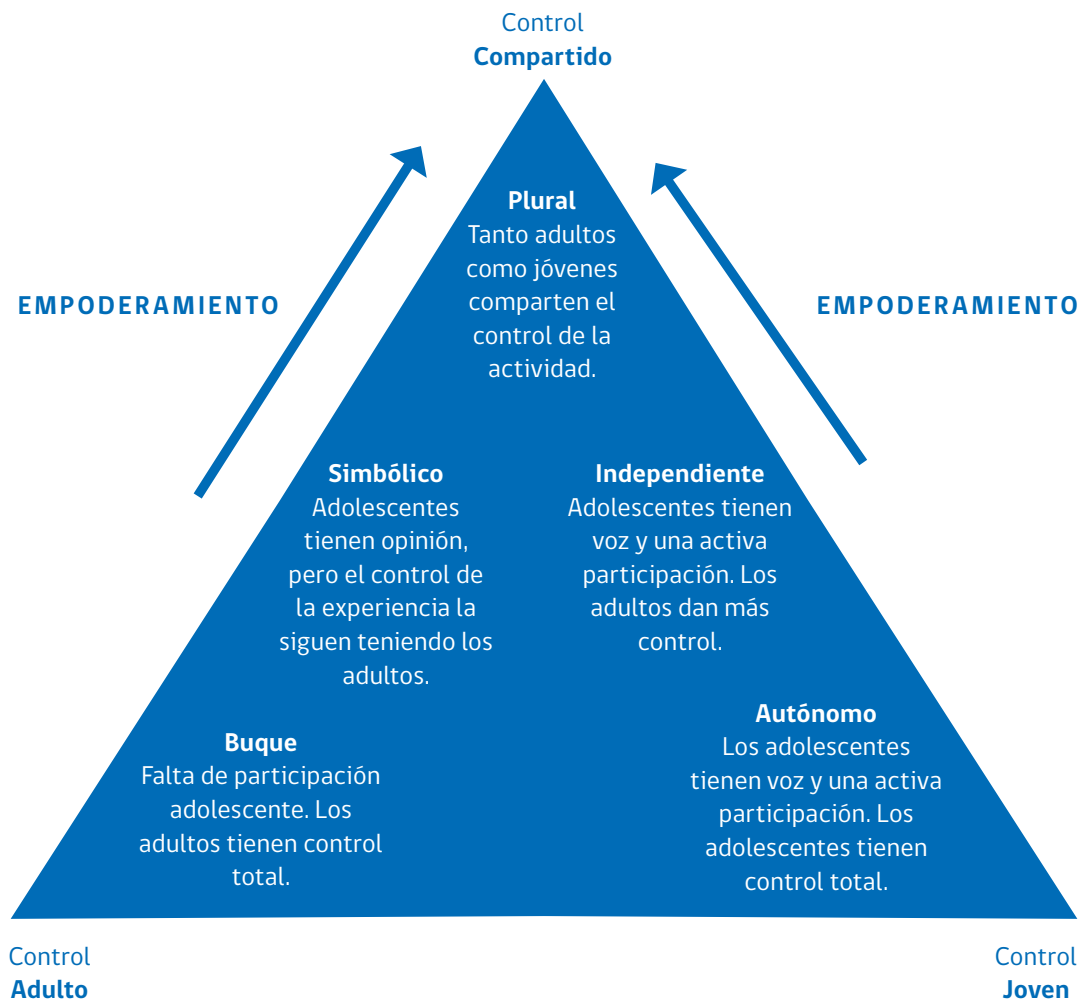 Control
Compartido
EMPODERAMIENTO
EMPODERAMIENTO
Plural
Tanto adultos
como jóvenes
comparten el
control de la
actividad.
Simbólico
Adolescentes
tienen opinión,
pero el control de
la experiencia la
siguen teniendo los
adultos.
Independiente
Adolescentes tienen
voz y una activa
participación. Los
adultos dan más
control.
Buque
Falta de participación
adolescente. Los
adultos tienen control
total.
Autónomo
Los adolescentes
tienen voz y una activa
participación. Los
adolescentes tienen
control total.
Control
Adulto
Control
Joven